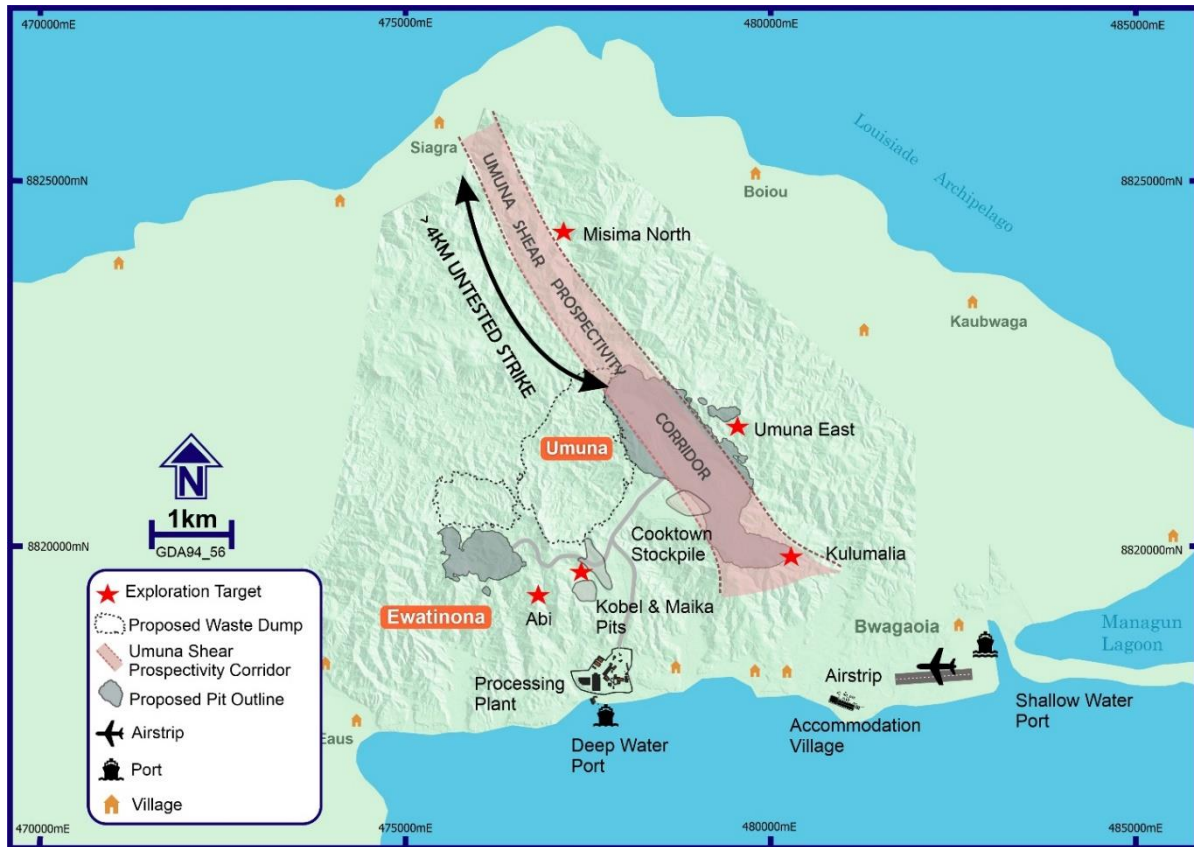 470000mE
475000mE
480000mE
485000mE
8825000mN
8825000mN
Siagra
Boiou
Louisiade
Archipelago
UMUNA SHEAR PROSPECTIVITY
CORRIDOR
Misima North
> 4KM UNTESTED STRIKE
Kaubwaga
Umuna
Umuna East
N
1km
GDA94_56
Cooktown
Stockpile
8820000mN
8820000mN
Kulumalia
Ewatinona
Abi
Kobel & Maika
Pits
Bwagaoia
Managun
Lagoon
Processing
Plant
Airstrip
Shallow Water
Port
Accommodation
Village
Deep Water
Port
Eaus
Exploration Target
Proposed Waste Dump
Umuna Shear
Prospectivity Corridor
Proposed Pit Outline
Airstrip
Port
Village
470000mE
475000mE
480000mE
485000mE